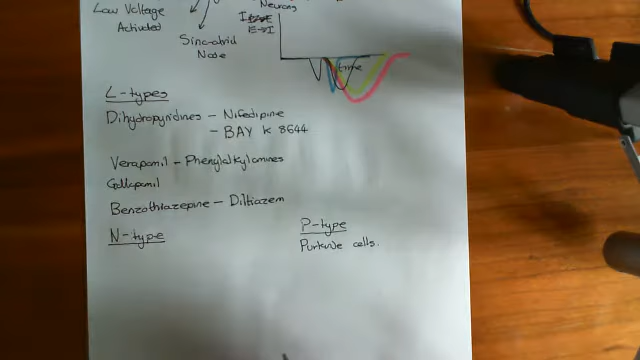 Low Voltage
Activated
Sino-atrial
Node
Neurons
E→I
time
L-types
Dihydropyridines - Nifedipine
- BAY K 8644
Verapamil - Phenylalkylamines
Gallapamil
Benzothiazepine - Diltiazem
N-type
P-type
Purkinje cells.